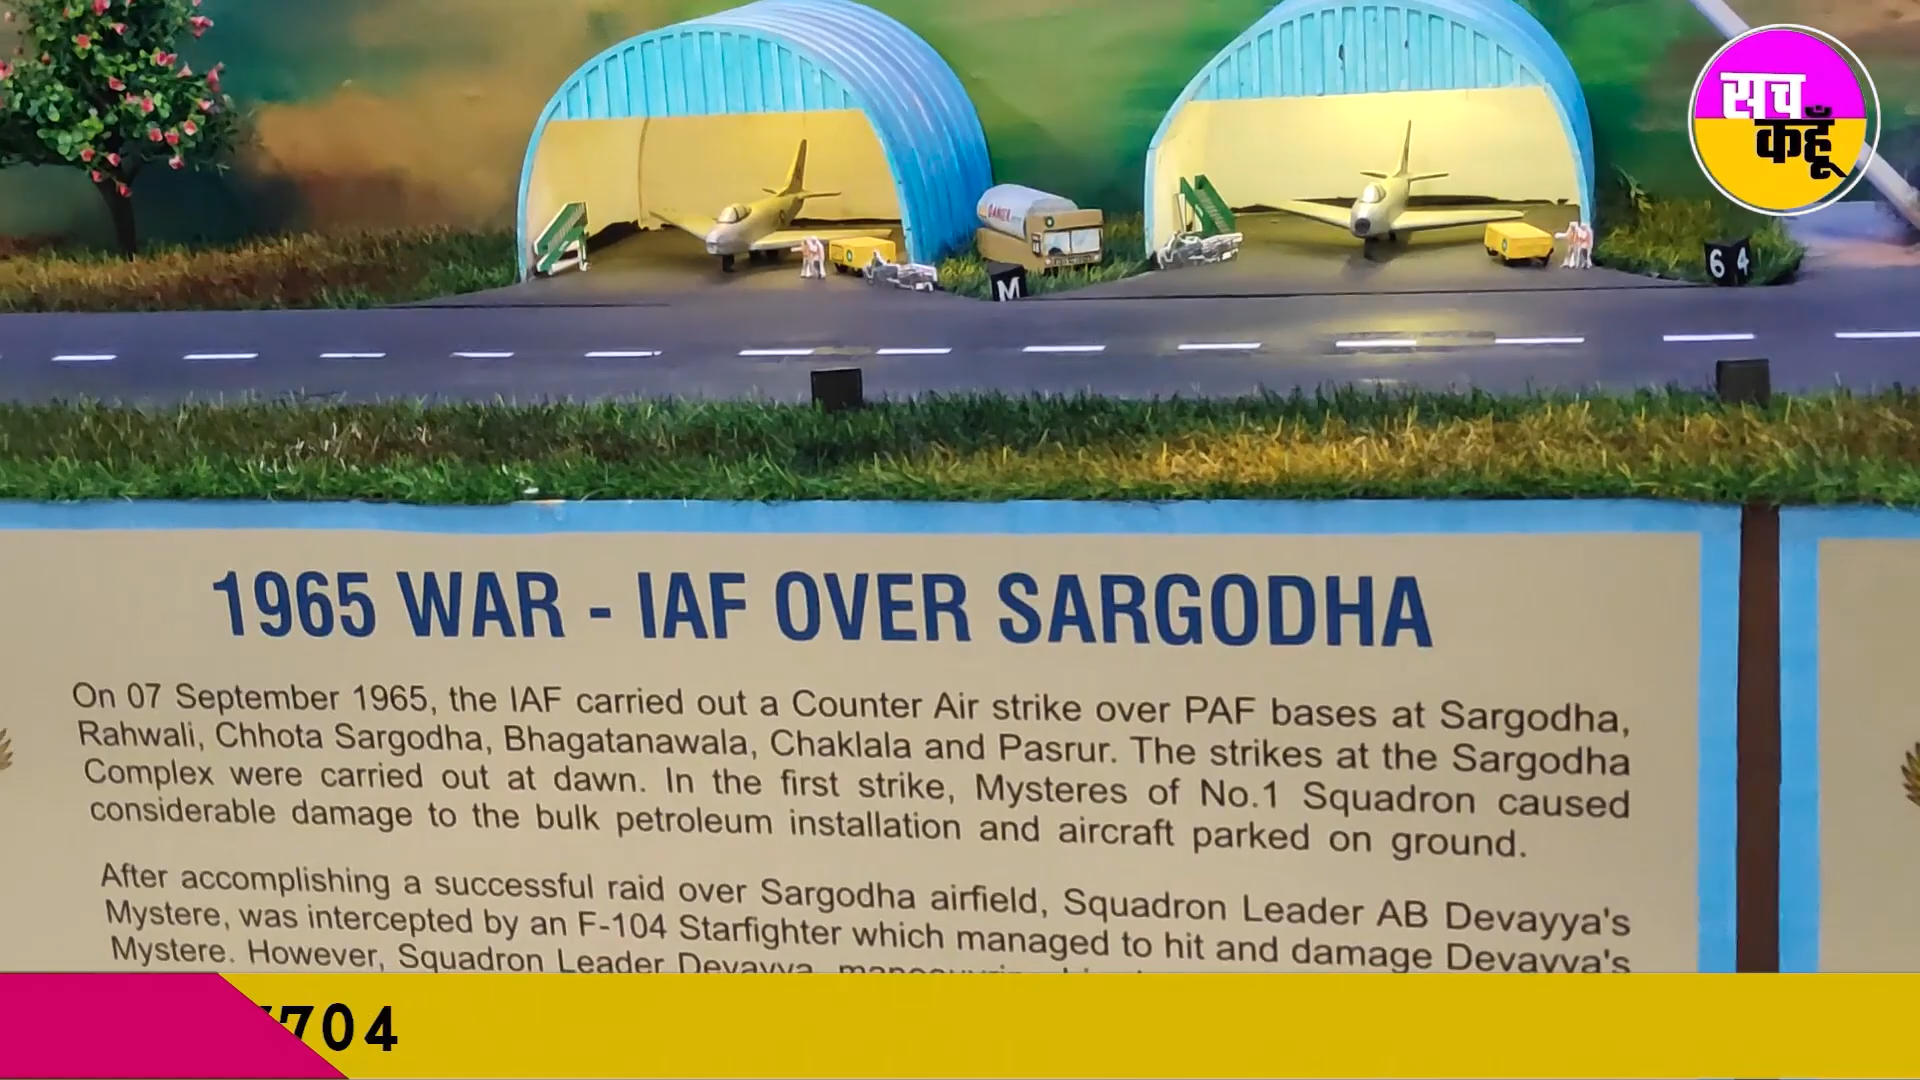 सच
कहूँ
DANGER
M
64
1965 WAR - IAF OVER SARGODHA
On 07 September 1965, the IAF carried out a Counter Air strike over PAF bases at Sargodha,
Rahwali, Chhota Sargodha, Bhagatanawala, Chaklala and Pasrur. The strikes at the Sargodha
Complex were carried out at dawn. In the first strike, Mysteres of No.1 Squadron caused
considerable damage to the bulk petroleum installation and aircraft parked on ground.
After accomplishing a successful raid over Sargodha airfield, Squadron Leader AB Devayya's
Mystere, was intercepted by an F-104 Starfighter which managed to hit and damage Devayya's
Mystere. However, Squadron Leader Devayya,
704